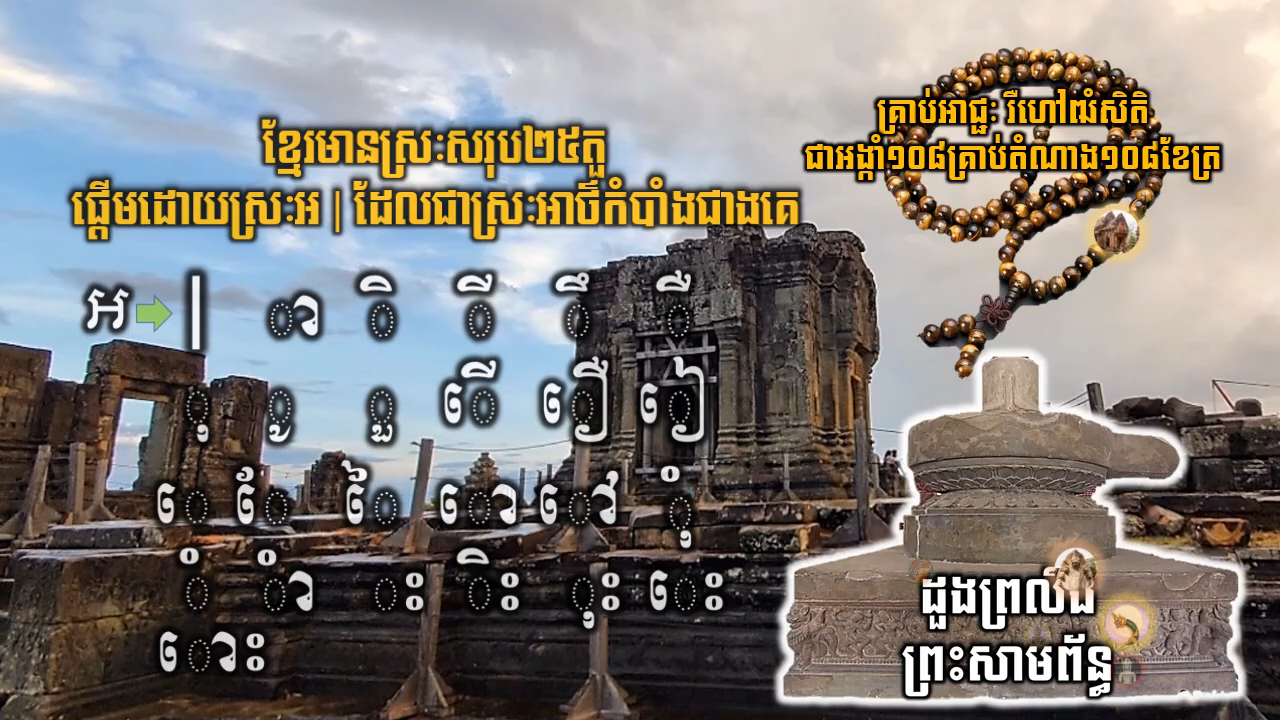 ខ្មែរមានស្រៈសរុប២៥តួ
ផ្ដើមដោយស្រៈអ | ដែលជាស្រៈអាថ៌កំបាំងជាងគេ
អ | ា ិ ី ឹ ឺ
ុ ូ ួ ើ ឿ ៀ
េ ែ ៃ ោ ៅ ុំ
ំ ាំ ះ ិះ ុះ េះ
ោះ
គ្រាប់អាជ្ផៈ រឺហៅពរំសិតិ
ជាអង្កាំ១០៨គ្រាប់តំណាង១០៨ខែត្រ
ដួងព្រលឹង
ព្រះសាមព័ន្ធ